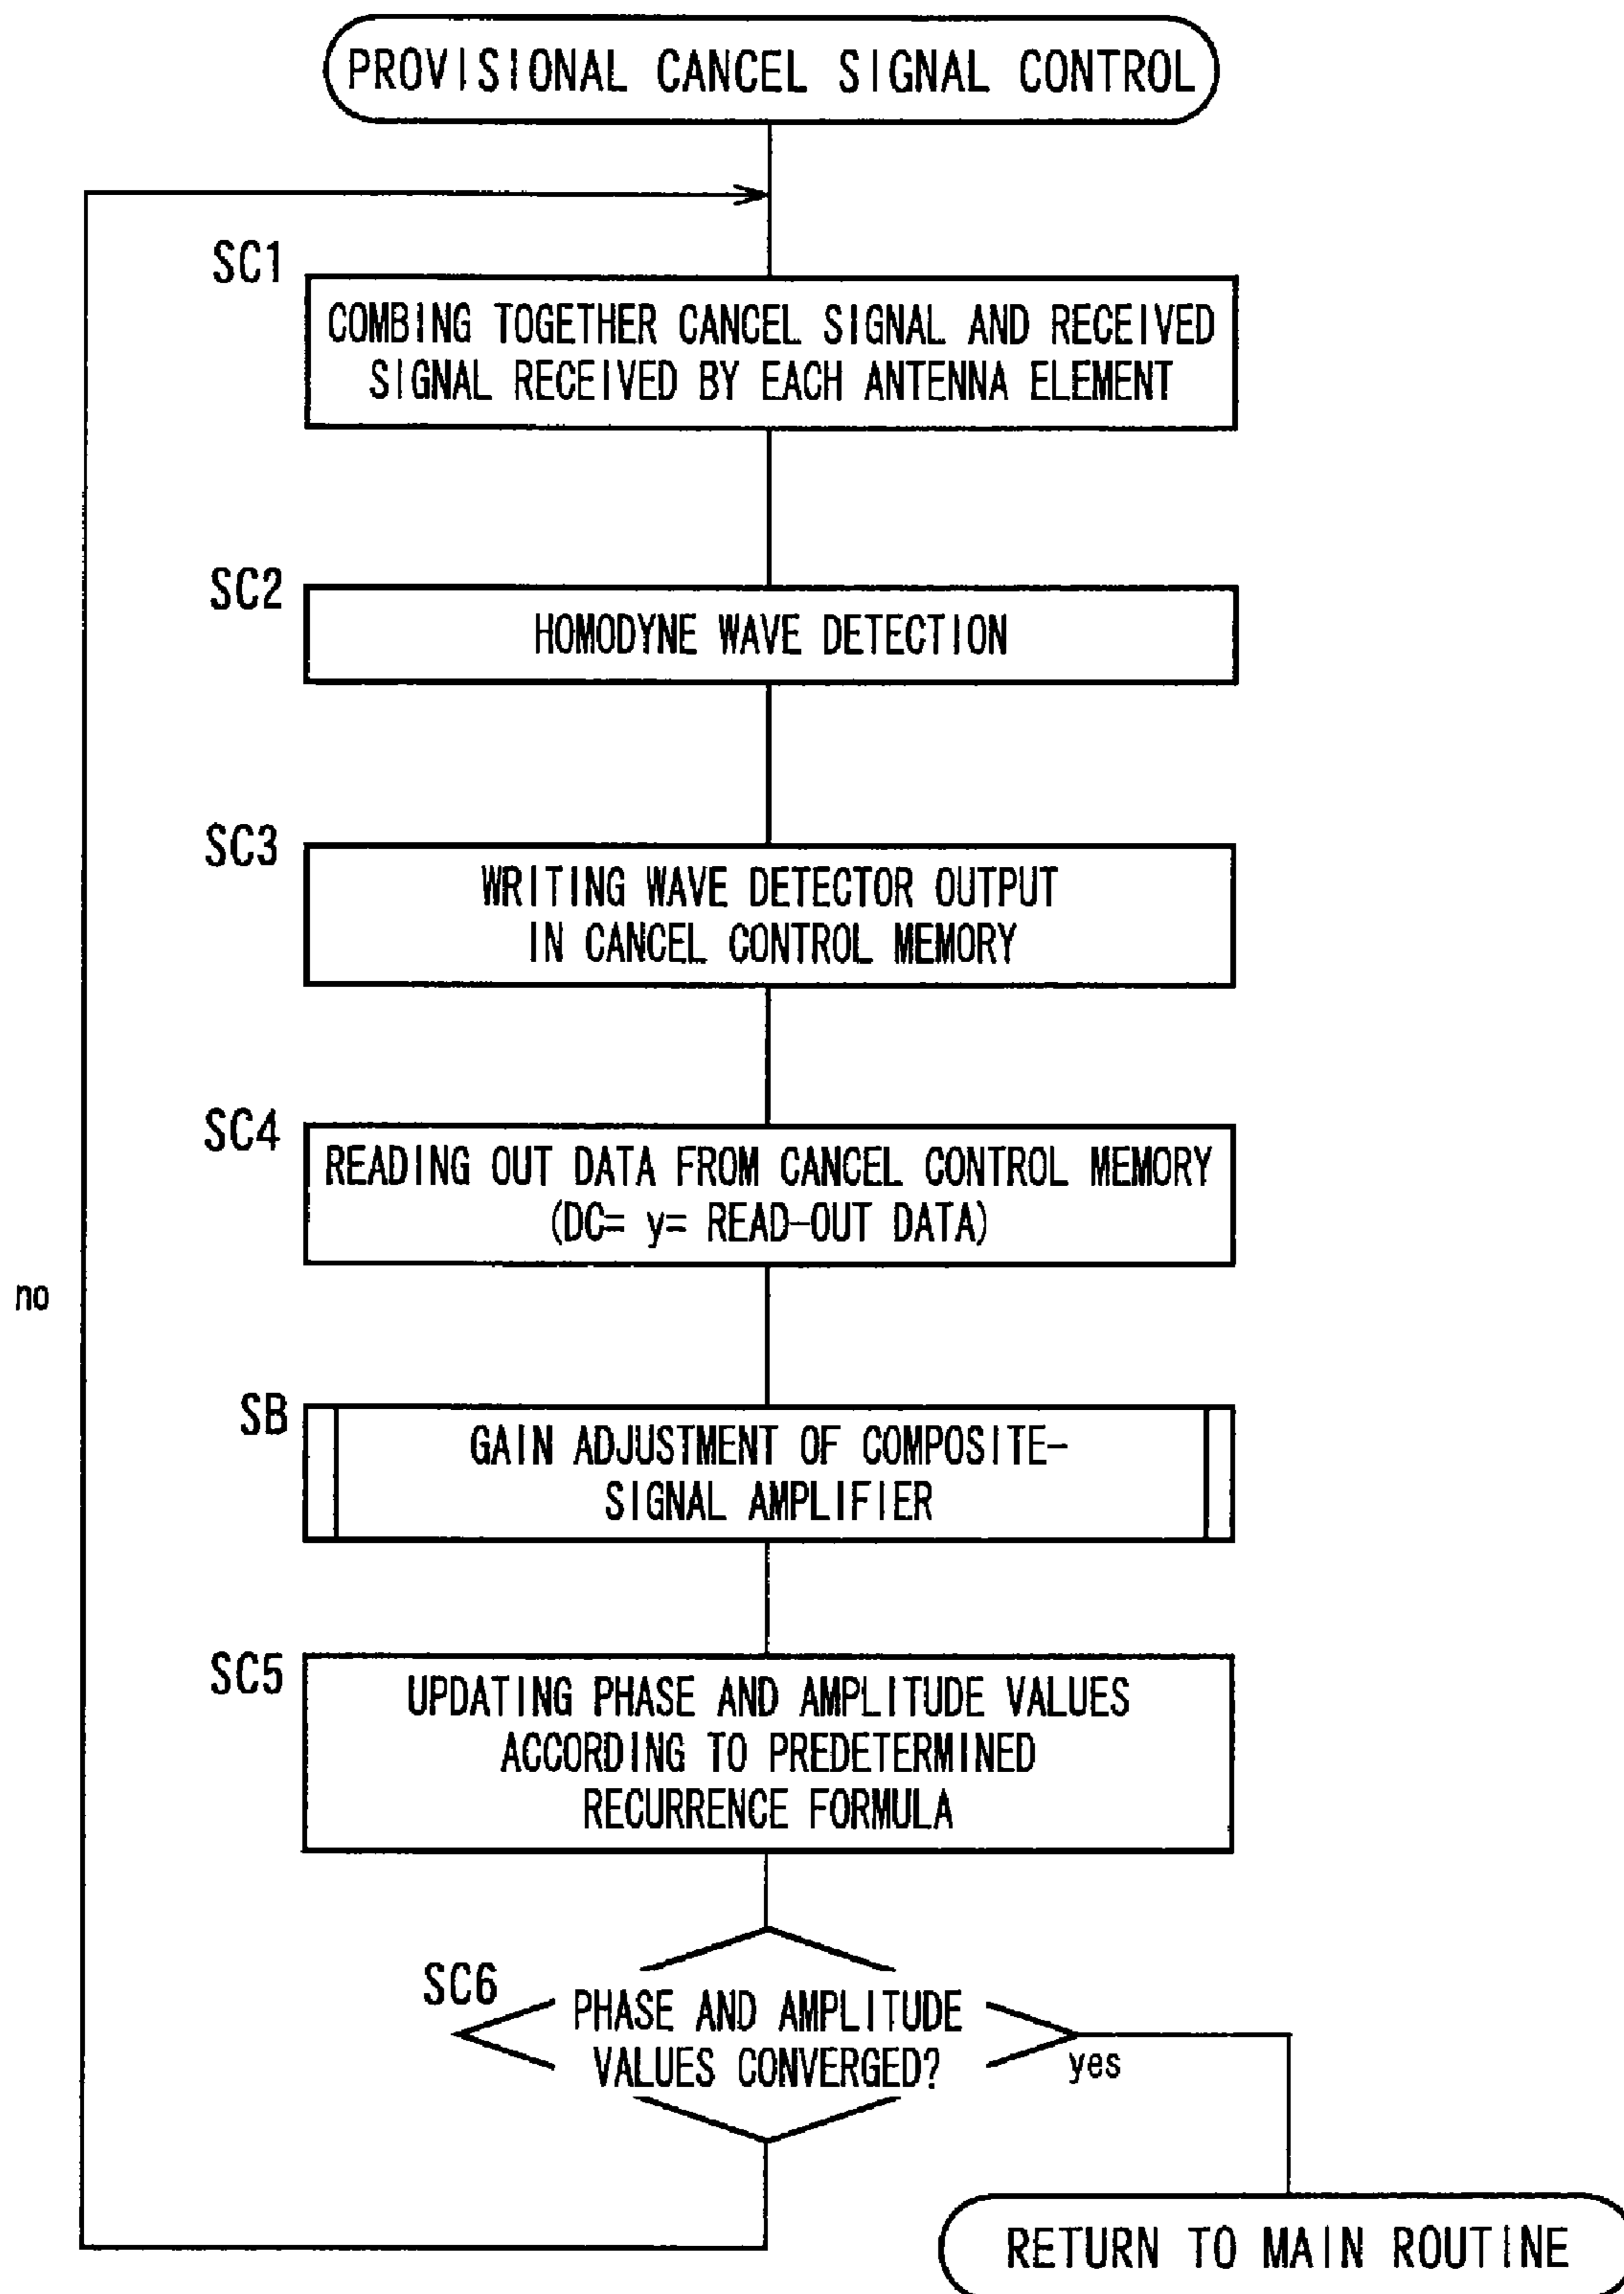 PROVISIONAL CANCEL SIGNAL CONTROL
SC1
COMBING TOGETHER CANCEL SIGNAL AND RECEIVED
SIGNAL RECEIVED BY EACH ANTENNA ELEMENT
SC2
HOMODYNE WAVE DETECTION
SC3
WRITING WAVE DETECTOR OUTPUT
IN CANCEL CONTROL MEMORY
SC4
READING OUT DATA FROM CANCEL CONTROL MEMORY
(DC= y= READ-OUT DATA)
no
SB
GAIN ADJUSTMENT OF COMPOSITE-
SIGNAL AMPLIFIER
SC5
UPDATING PHASE AND AMPLITUDE VALUES
ACCORDING TO PREDETERMINED
RECURRENCE FORMULA
SC6
PHASE AND AMPLITUDE
VALUES CONVERGED?
yes
RETURN TO MAIN ROUTINE